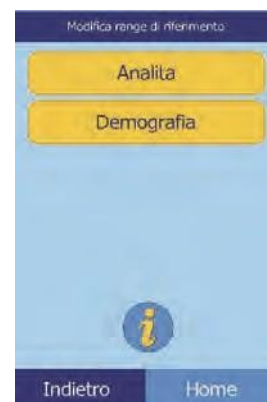 Modifica range di riferimento
Analita
Demografia
i
Indietro Home